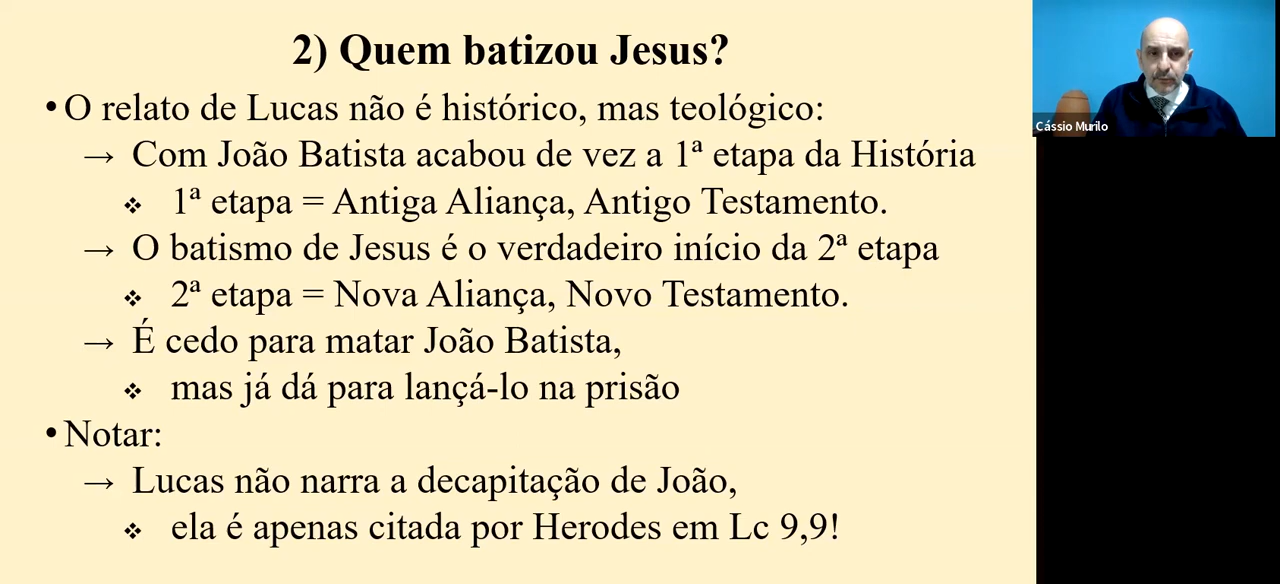 2) Quem batizou Jesus?
• O relato de Lucas não é histórico, mas teológico:
→ Com João Batista acabou de vez a 1ª etapa da História
❖ 1ª etapa = Antiga Aliança, Antigo Testamento.
→ O batismo de Jesus é o verdadeiro início da 2ª etapa
❖ 2ª etapa = Nova Aliança, Novo Testamento.
→ É cedo para matar João Batista,
❖ mas já dá para lançá-lo na prisão
• Notar:
→ Lucas não narra a decapitação de João,
❖ ela é apenas citada por Herodes em Lc 9,9!
Cássio Murilo